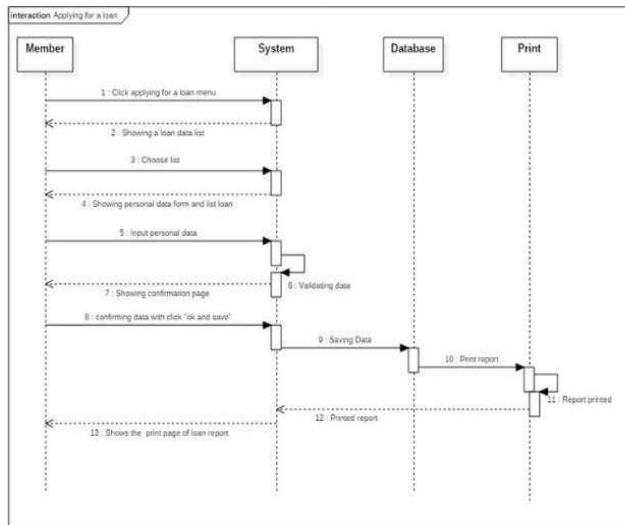 interaction Applying for a loan
Member
System
Database
Print
1 : Click applying for a loan menu
2 : Showing a loan data list
3 : Choose list
4 : Showing personal data form and list loan
5 : Input personal data
6 : Validating data
7 : Showing confirmation page
8 : confirming data with click "ok and save"
9 : Saving Data
10 : Print report
11 : Report printed
12 : Printed report
13 : Shows the print page of loan report